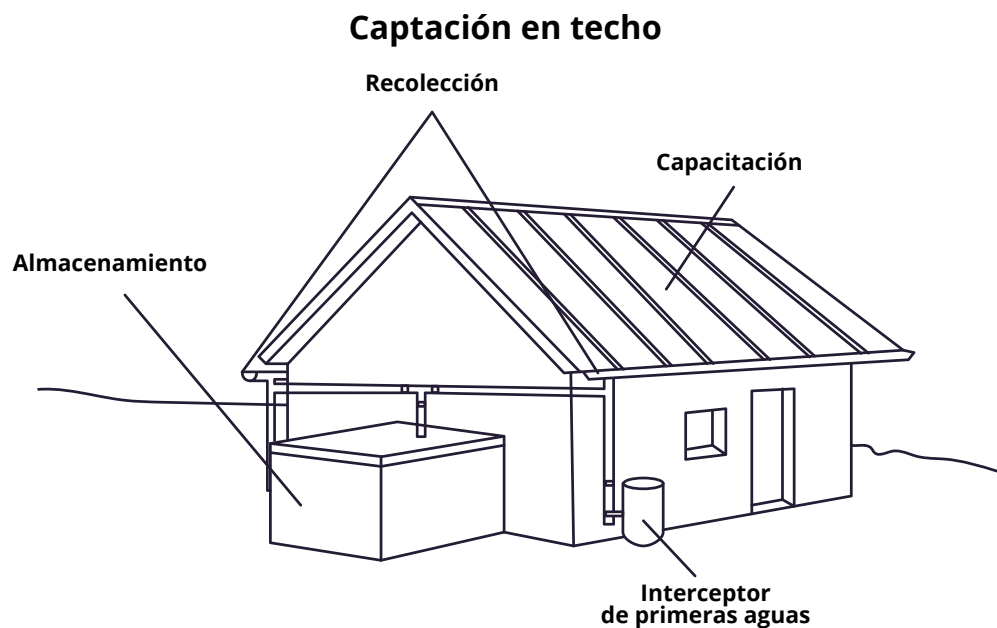 Captación en techo
Recolección
Capacitación
Almacenamiento
Interceptor
de primeras aguas